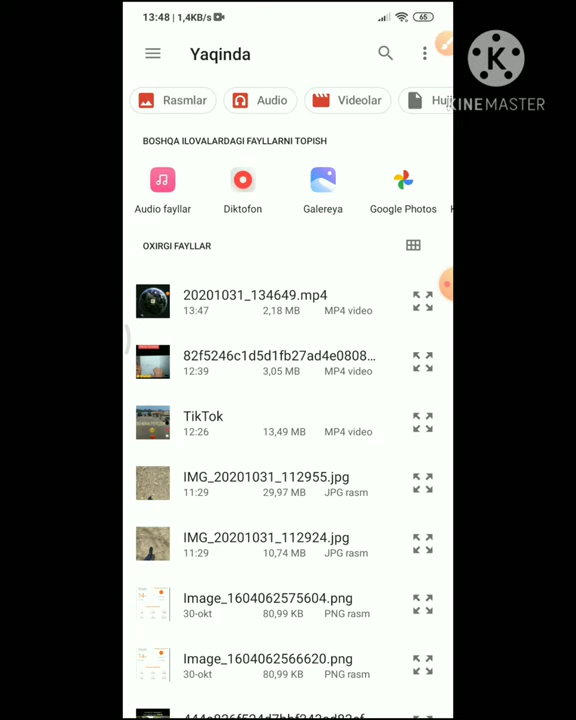 13:48 | 1,4KB/s
65
Yaqinda
K
KINEMASTER
Rasmlar
Audio
Videolar
Huj
BOSHQA ILOVALARDAGI FAYLLARNI TOPISH
Audio fayllar
Diktofon
Galereya
Google Photos
OXIRGI FAYLLAR
20201031_134649.mp4
13:47 2,18 MB MP4 video
82f5246c1d5d1fb27ad4e0808...
12:39 3,05 MB MP4 video
TikTok
12:26 13,49 MB MP4 video
IMG_20201031_112955.jpg
11:29 29,97 MB JPG rasm
IMG_20201031_112924.jpg
11:29 10,74 MB JPG rasm
Image_1604062575604.png
30-okt 80,99 KB PNG rasm
Image_1604062566620.png
30-okt 80,99 KB PNG rasm